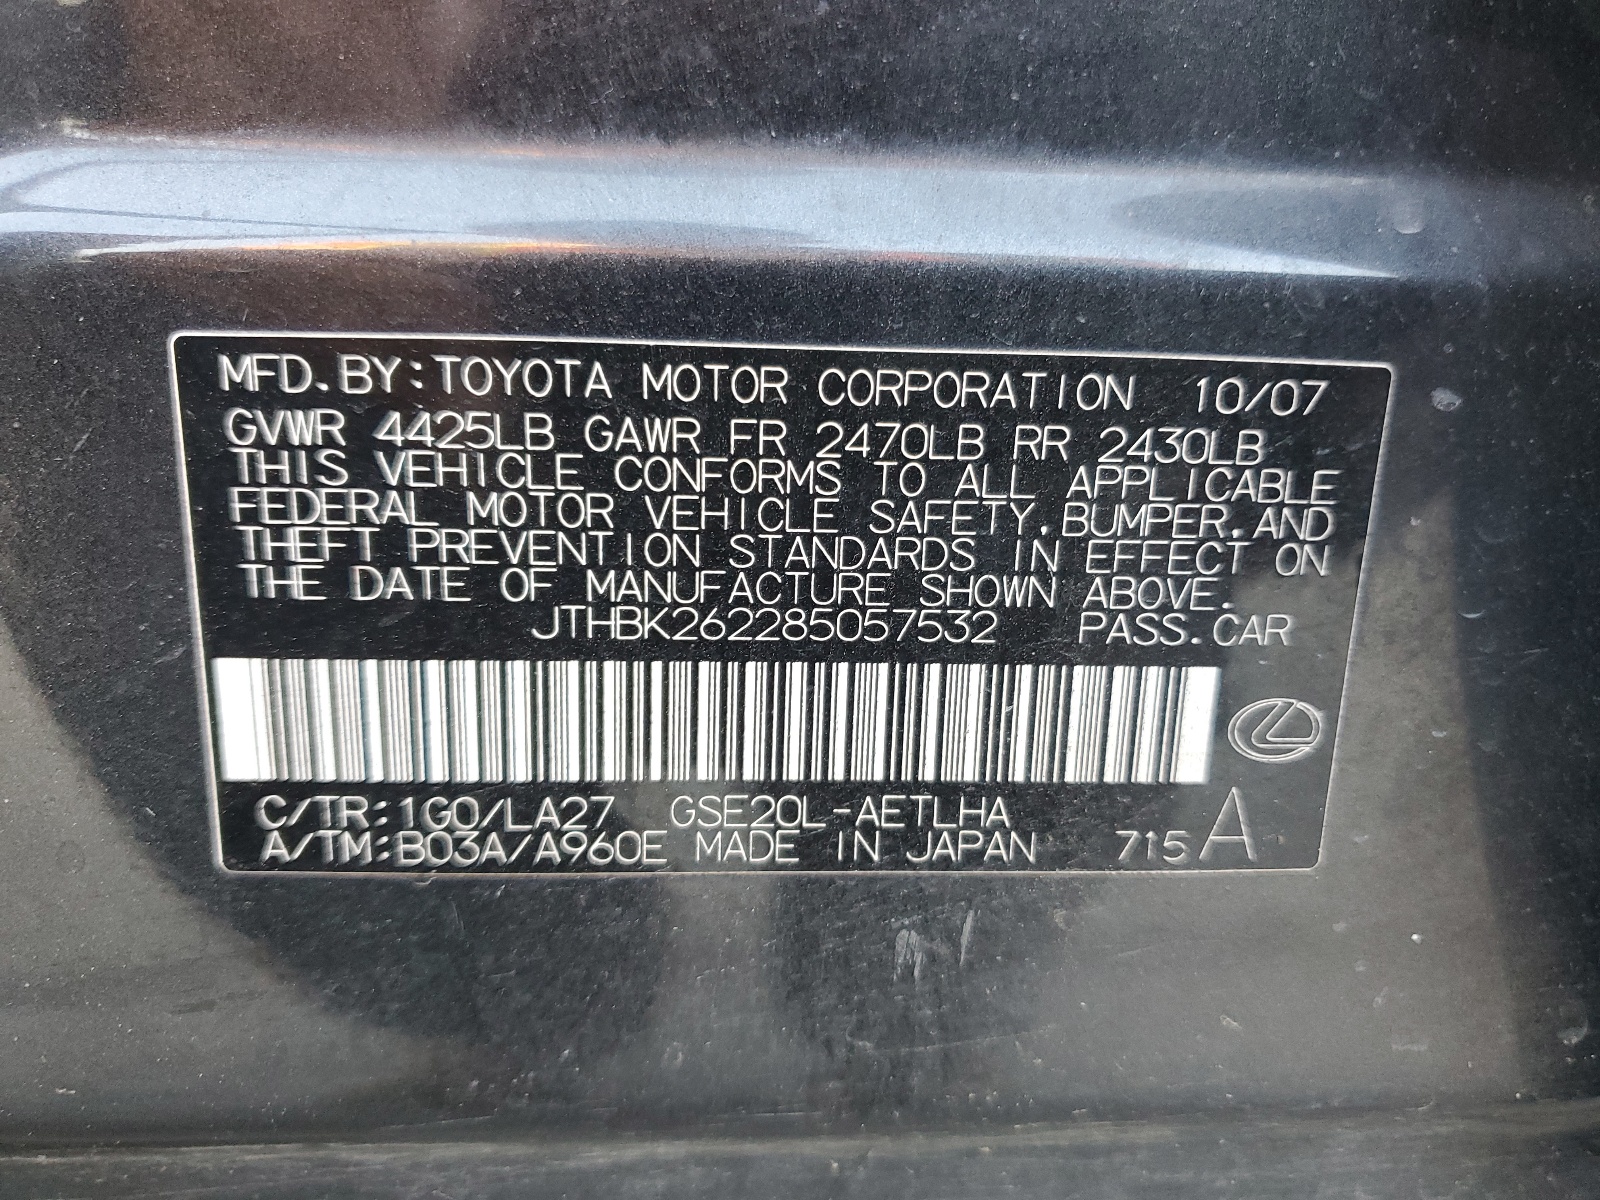 MFD.BY:TOYOTA MOTOR CORPORATION 10/07
GVWR 4425LB GAWR FR 2470LB RR 2430LB
THIS VEHICLE CONFORMS TO ALL APPLICABLE
FEDERAL MOTOR VEHICLE SAFETY.BUMPER.AND
THEFT PREVENTION STANDARDS IN EFFECT ON
THE DATE OF MANUFACTURE SHOWN ABOVE.
JTHBK262285057532 PASS.CAR
C/TR:1G0/LA27 GSE20L-AETLHA
A/TM:B03A/A960E MADE IN JAPAN 715 A